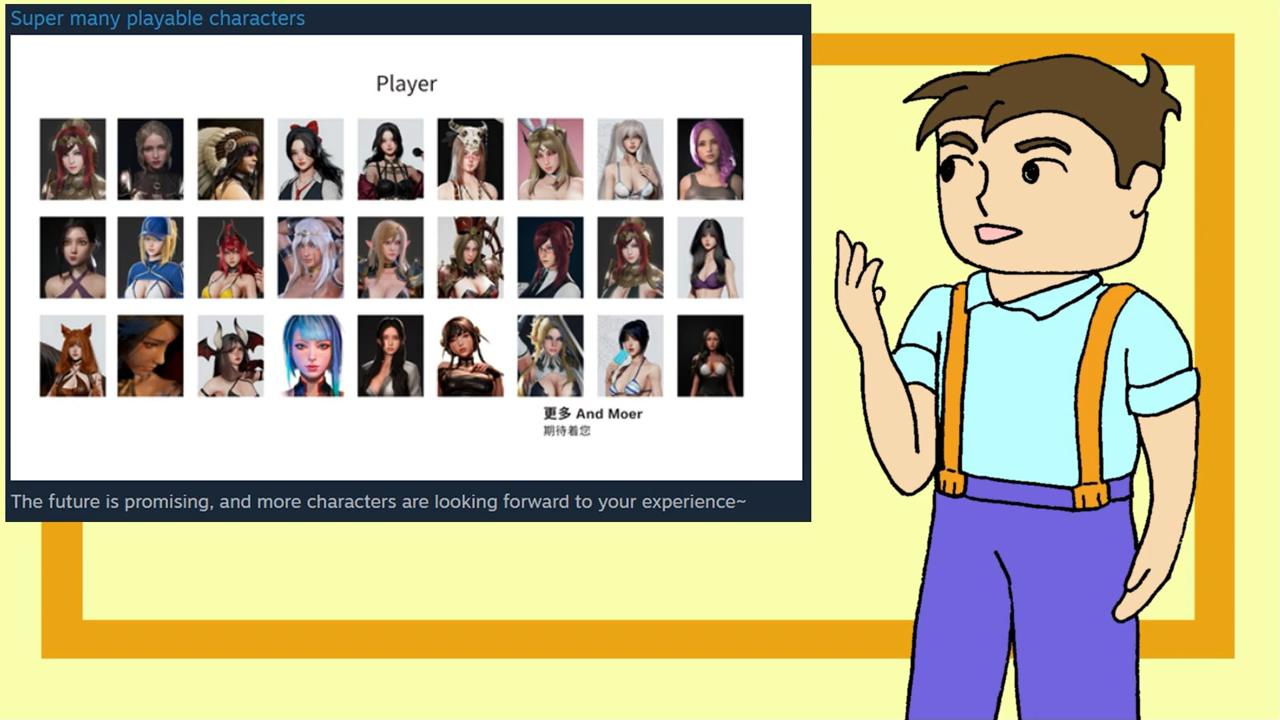 Super many playable characters
Player
更多 And Moer
期待着您
The future is promising, and more characters are looking forward to your experience~